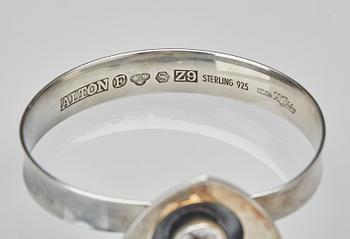 ALTON F S Z9 STERLING 925